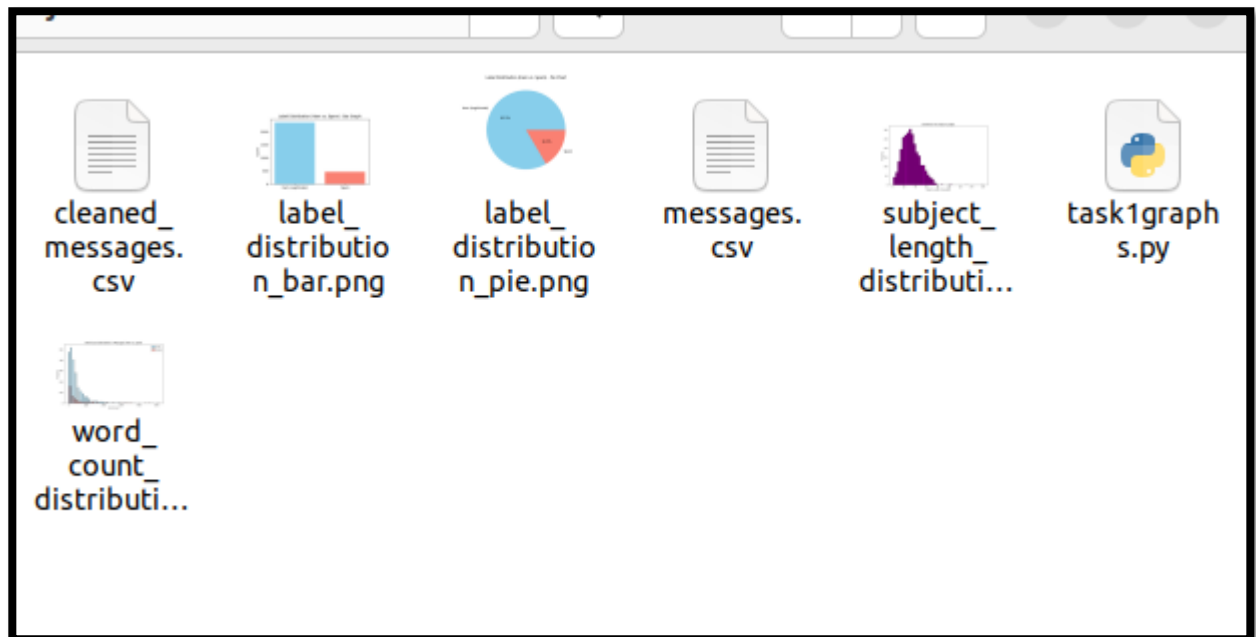 cleaned_
messages.
csv
label_
distributio
n_bar.png
label_
distributio
n_pie.png
messages.
csv
subject_
length_
distributi…
task1graph
s.py
word_
count_
distributi…